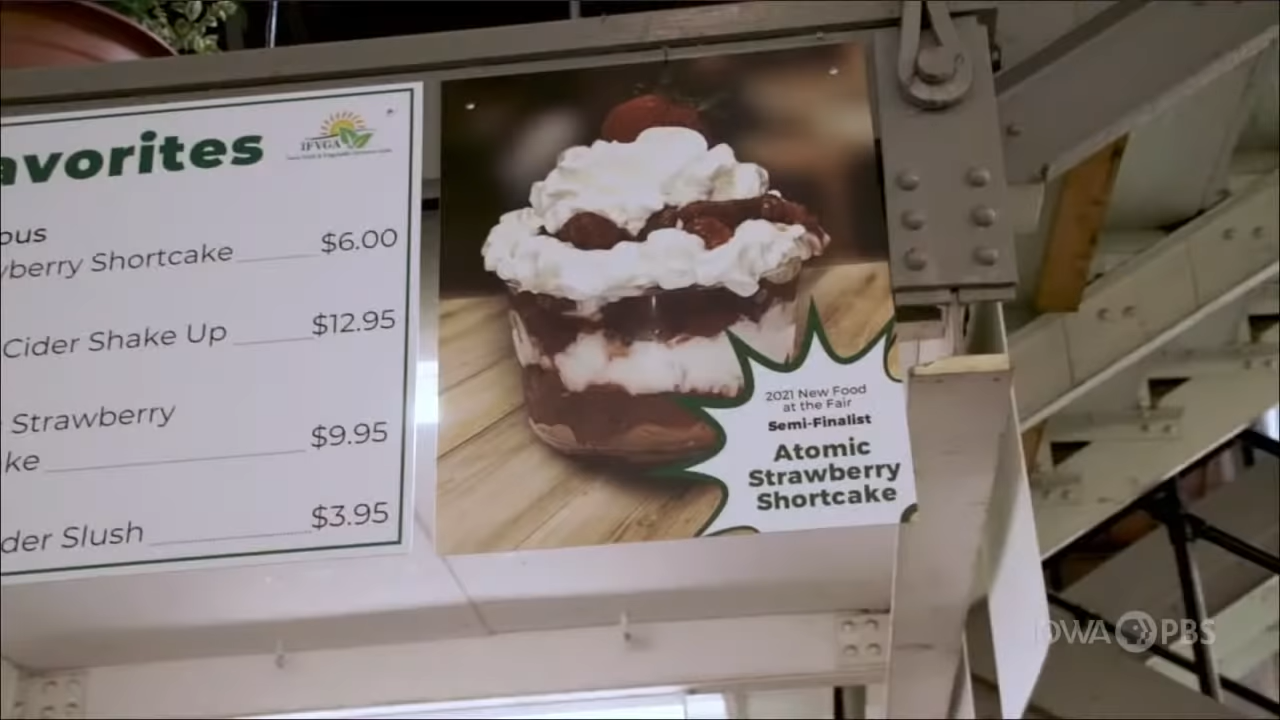 avorites
IFVGA
ous
berry Shortcake $6.00
Cider Shake Up $12.95
Strawberry
ke $9.95
der Slush $3.95
2021 New Food
at the Fair
Semi-Finalist
Atomic
Strawberry
Shortcake
IOWA PBS